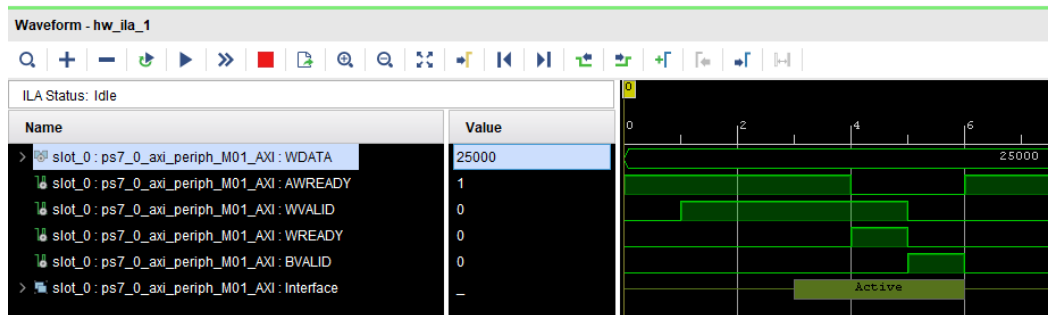 Waveform - hw_ila_1
ILA Status: Idle
0
Name Value
0 2 4 6
slot_0 : ps7_0_axi_periph_M01_AXI : WDATA 25000 25000
slot_0 : ps7_0_axi_periph_M01_AXI : AWREADY 1
slot_0 : ps7_0_axi_periph_M01_AXI : WVALID 0
slot_0 : ps7_0_axi_periph_M01_AXI : WREADY 0
slot_0 : ps7_0_axi_periph_M01_AXI : BVALID 0
slot_0 : ps7_0_axi_periph_M01_AXI : Interface _ Active